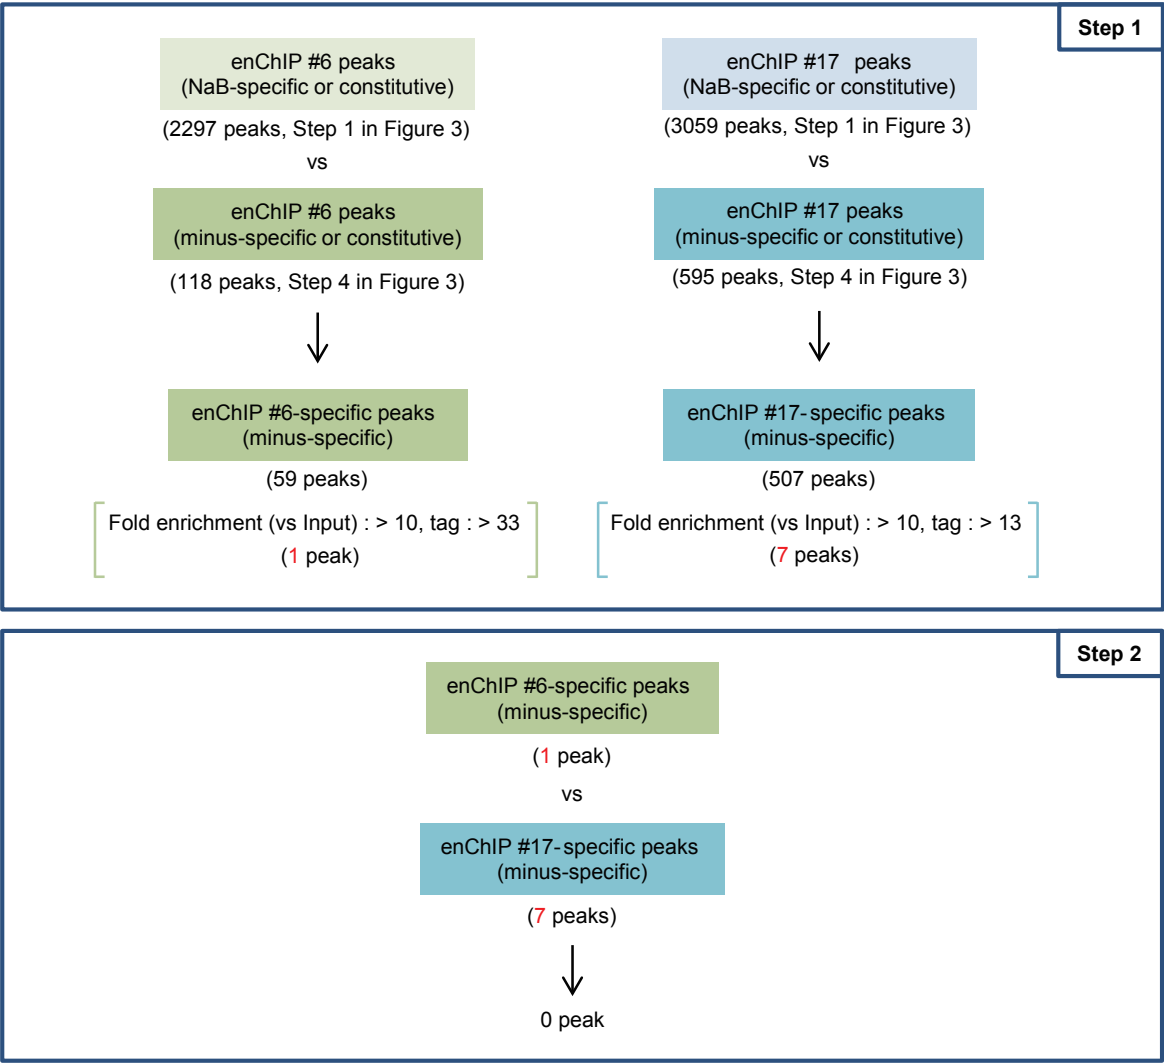 Step 1
enChIP #6 peaks
(NaB-specific or constitutive)
(2297 peaks, Step 1 in Figure 3)
vs
enChIP #6 peaks
(minus-specific or constitutive)
(118 peaks, Step 4 in Figure 3)
enChIP #6-specific peaks
(minus-specific)
(59 peaks)
Fold enrichment (vs Input) : > 10, tag : > 33
(1 peak)
enChIP #17 peaks
(NaB-specific or constitutive)
(3059 peaks, Step 1 in Figure 3)
vs
enChIP #17 peaks
(minus-specific or constitutive)
(595 peaks, Step 4 in Figure 3)
enChIP #17-specific peaks
(minus-specific)
(507 peaks)
Fold enrichment (vs Input) : > 10, tag : > 13
(7 peaks)
Step 2
enChIP #6-specific peaks
(minus-specific)
(1 peak)
vs
enChIP #17-specific peaks
(minus-specific)
(7 peaks)
0 peak